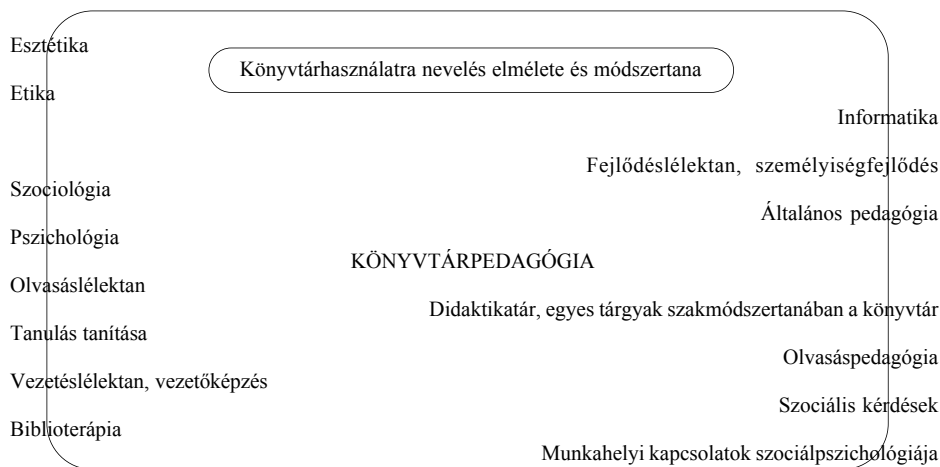 Esztétika
Könyvtárhasználatra nevelés elmélete és módszertana
Etika
Informatika
Fejlődéslélektan, személyiségfejlődés
Szociológia
Általános pedagógia
Pszichológia
KÖNYVTÁRPEDAGÓGIA
Olvasáslélektan
Didaktikatár, egyes tárgyak szakmódszertanában a könyvtár
Tanulás tanítása
Olvasáspedagógia
Vezetéslélektan, vezetőképzés
Szociális kérdések
Biblioterápia
Munkahelyi kapcsolatok szociálpszichológiája